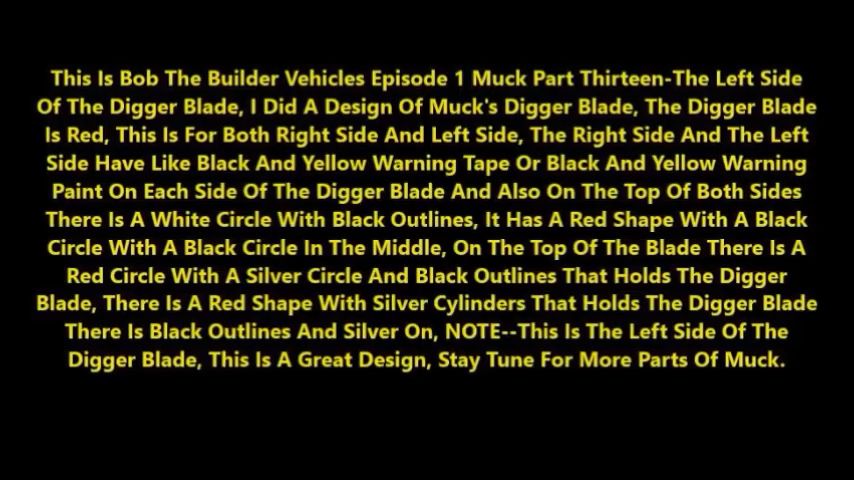 This Is Bob The Builder Vehicles Episode 1 Muck Part Thirteen-The Left Side
Of The Digger Blade, I Did A Design Of Muck's Digger Blade, The Digger Blade
Is Red, This Is For Both Right Side And Left Side, The Right Side And The Left
Side Have Like Black And Yellow Warning Tape Or Black And Yellow Warning
Paint On Each Side Of The Digger Blade And Also On The Top Of Both Sides
There Is A White Circle With Black Outlines, It Has A Red Shape With A Black
Circle With A Black Circle In The Middle, On The Top Of The Blade There Is A
Red Circle With A Silver Circle And Black Outlines That Holds The Digger
Blade, There Is A Red Shape With Silver Cylinders That Holds The Digger Blade
There Is Black Outlines And Silver On, NOTE--This Is The Left Side Of The
Digger Blade, This Is A Great Design, Stay Tune For More Parts Of Muck.